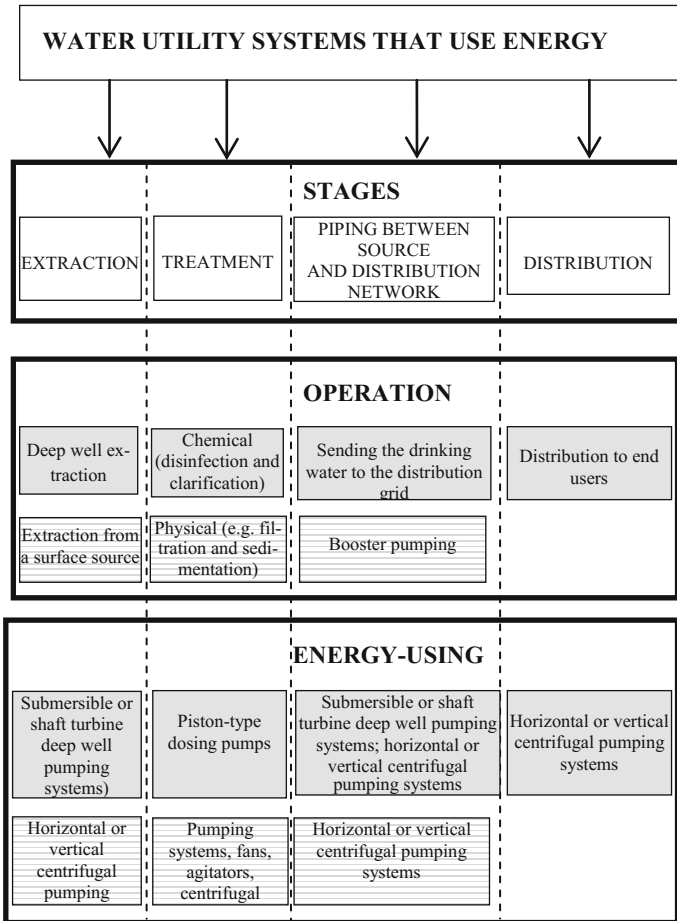 WATER UTILITY SYSTEMS THAT USE ENERGY
STAGES
EXTRACTION
TREATMENT
PIPING BETWEEN
SOURCE
AND DISTRIBUTION
NETWORK
DISTRIBUTION
OPERATION
Deep well ex-
traction
Chemical
(disinfection and
clarification)
Sending the drinking
water to the distribution
grid
Distribution to end
users
Extraction from
a surface source
Physical (e.g. fil-
tration and sedi-
mentation)
Booster pumping
ENERGY-USING
Submersible or
shaft turbine
deep well
pumping
systems)
Piston-type
dosing pumps
Submersible or shaft
turbine deep well pumping
systems; horizontal or
vertical centrifugal
pumping systems
Horizontal or vertical
centrifugal pumping
systems
Horizontal or
vertical
centrifugal
pumping
Pumping
systems, fans,
agitators,
centrifugal
Horizontal or vertical
centrifugal pumping
systems